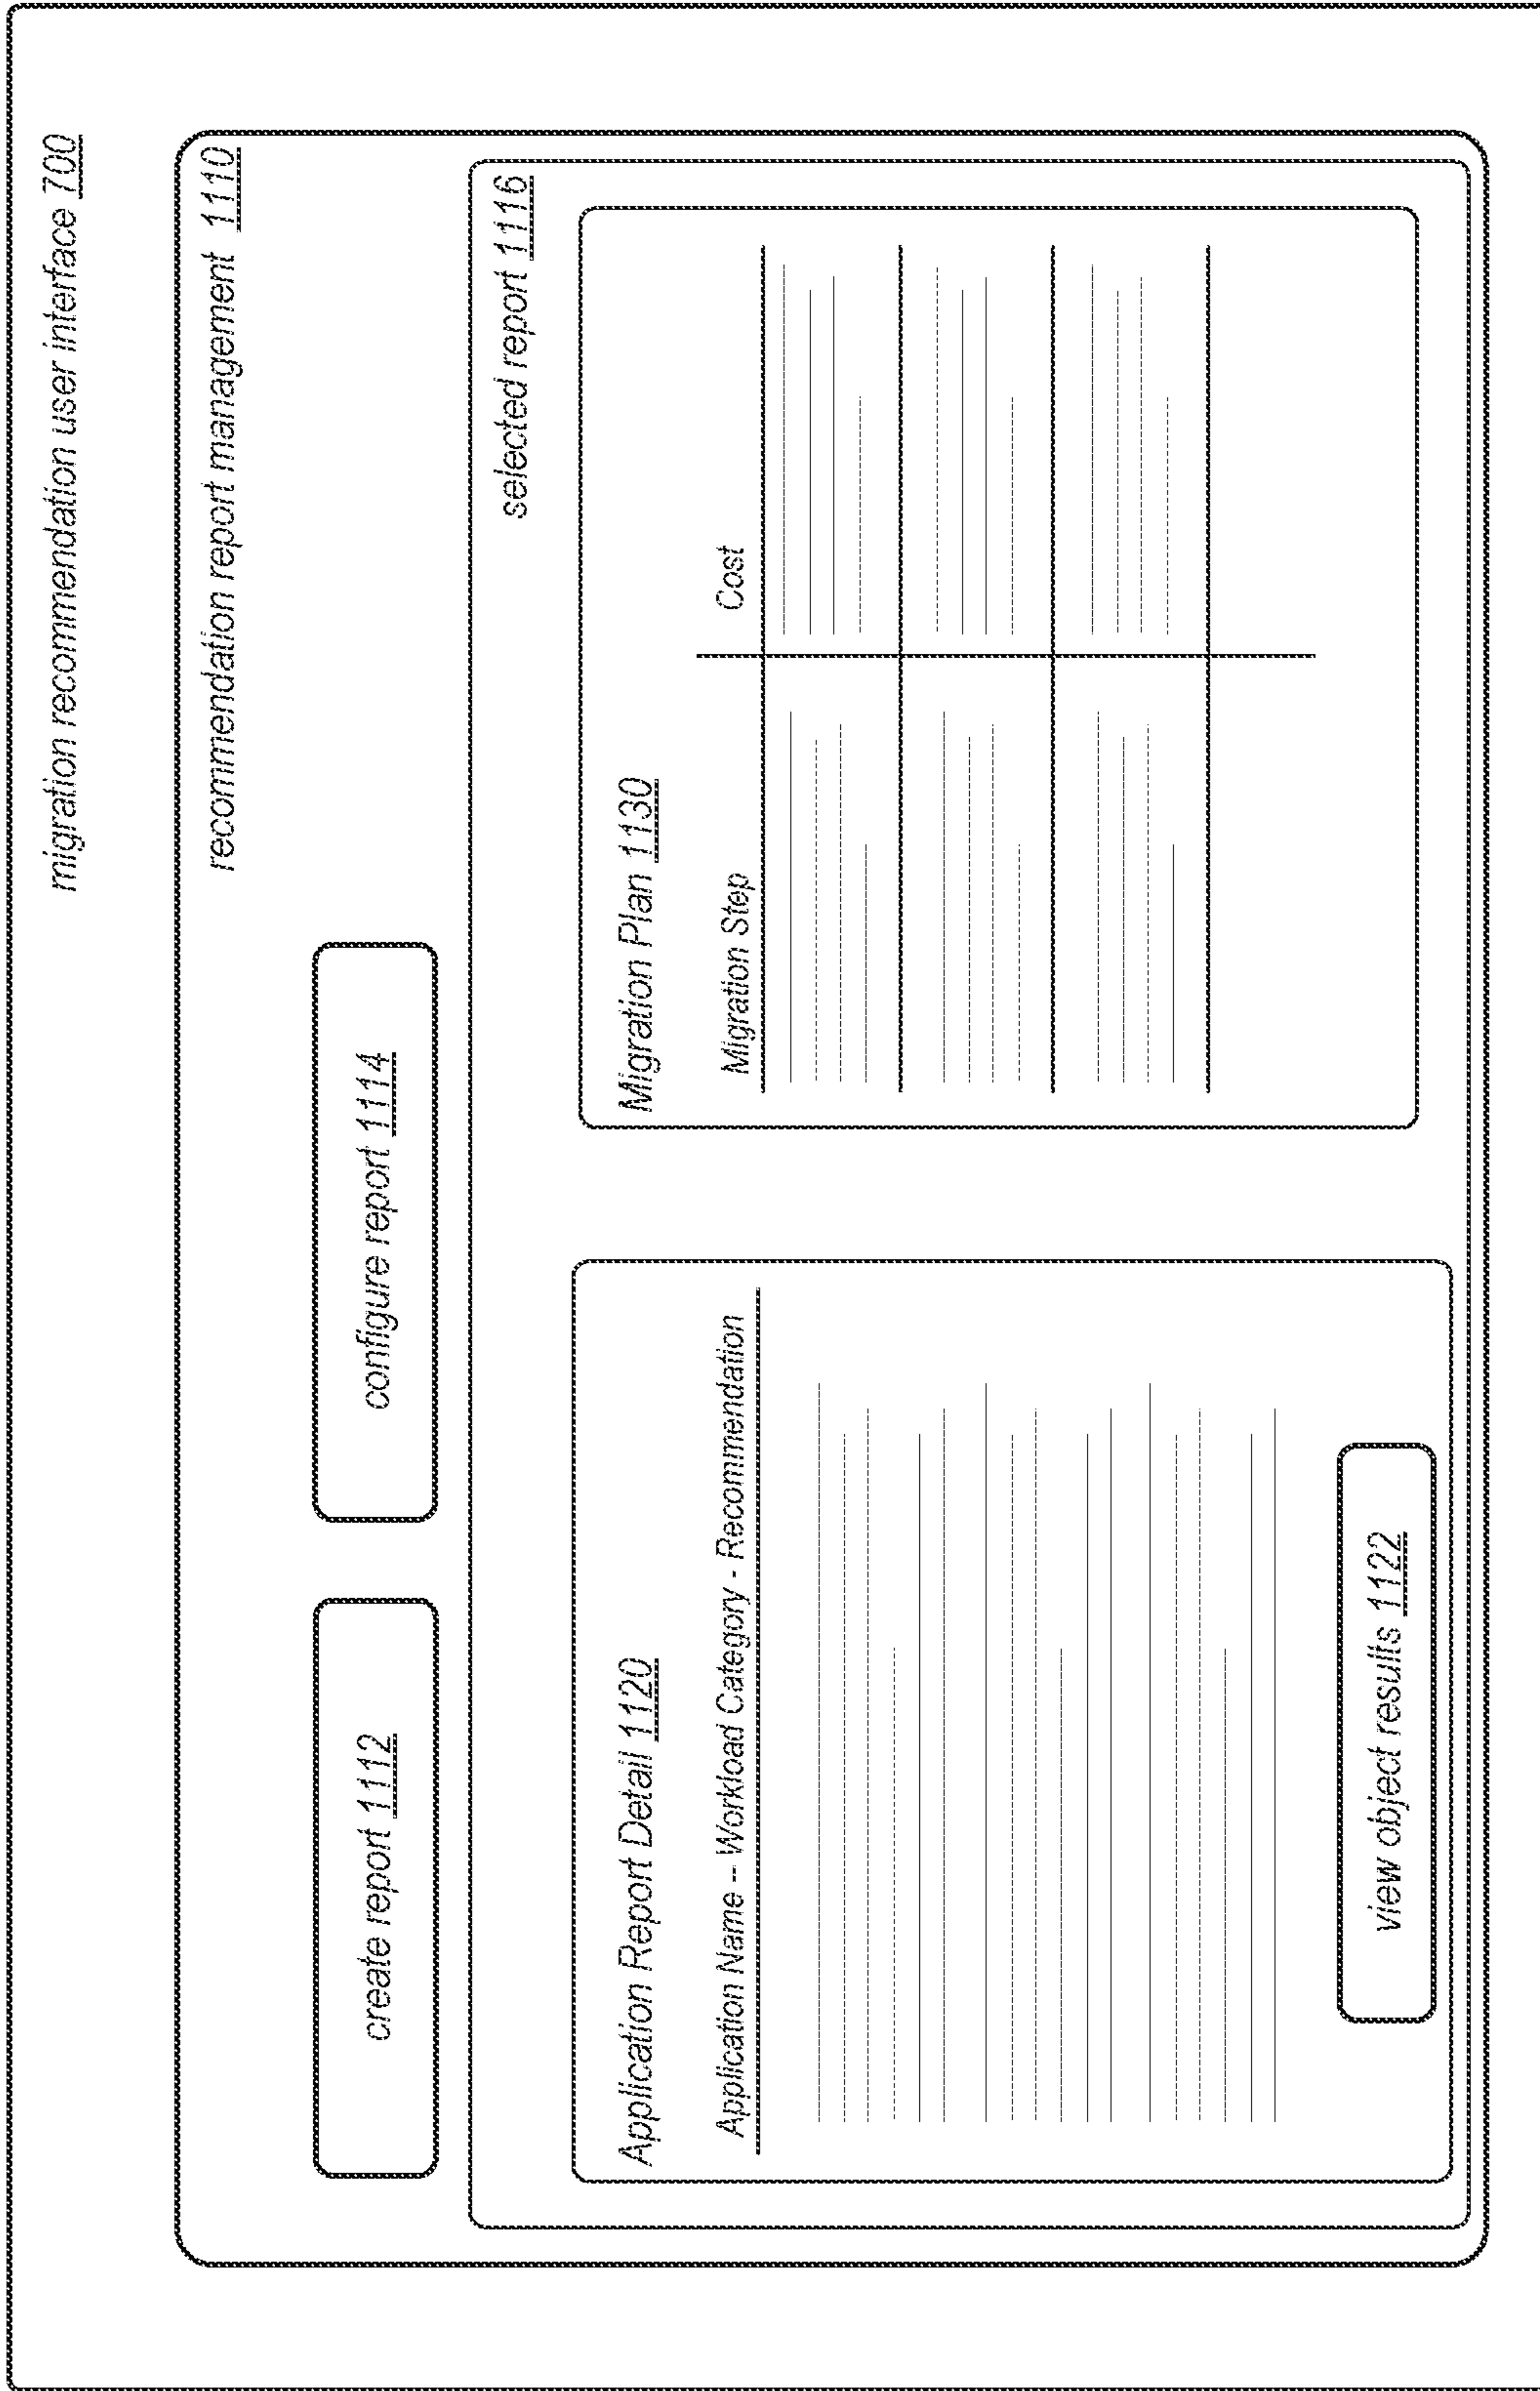 migration recommendation user interface 700
recommendation report management 1110
create report 1112
configure report 1114
selected report 1116
Application Report Detail 1120
Application Name -- Workload Category - Recommendation
view object results 1122
Migration Plan 1130
Migration Step
Cost